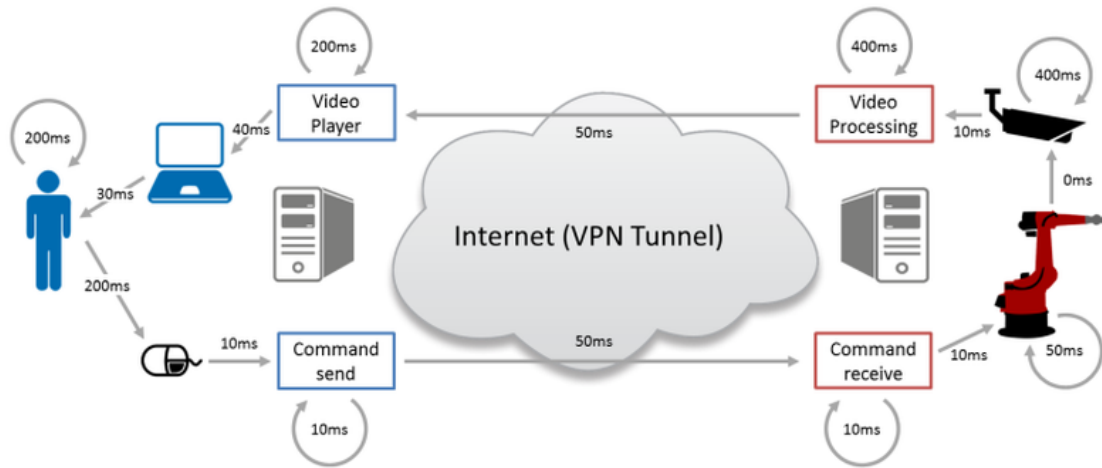 200ms
400ms
400ms
Video
Player
Video
Processing
200ms
40ms
50ms
10ms
30ms
0ms
Internet (VPN Tunnel)
200ms
10ms
Command
send
50ms
Command
receive
10ms
50ms
10ms
10ms